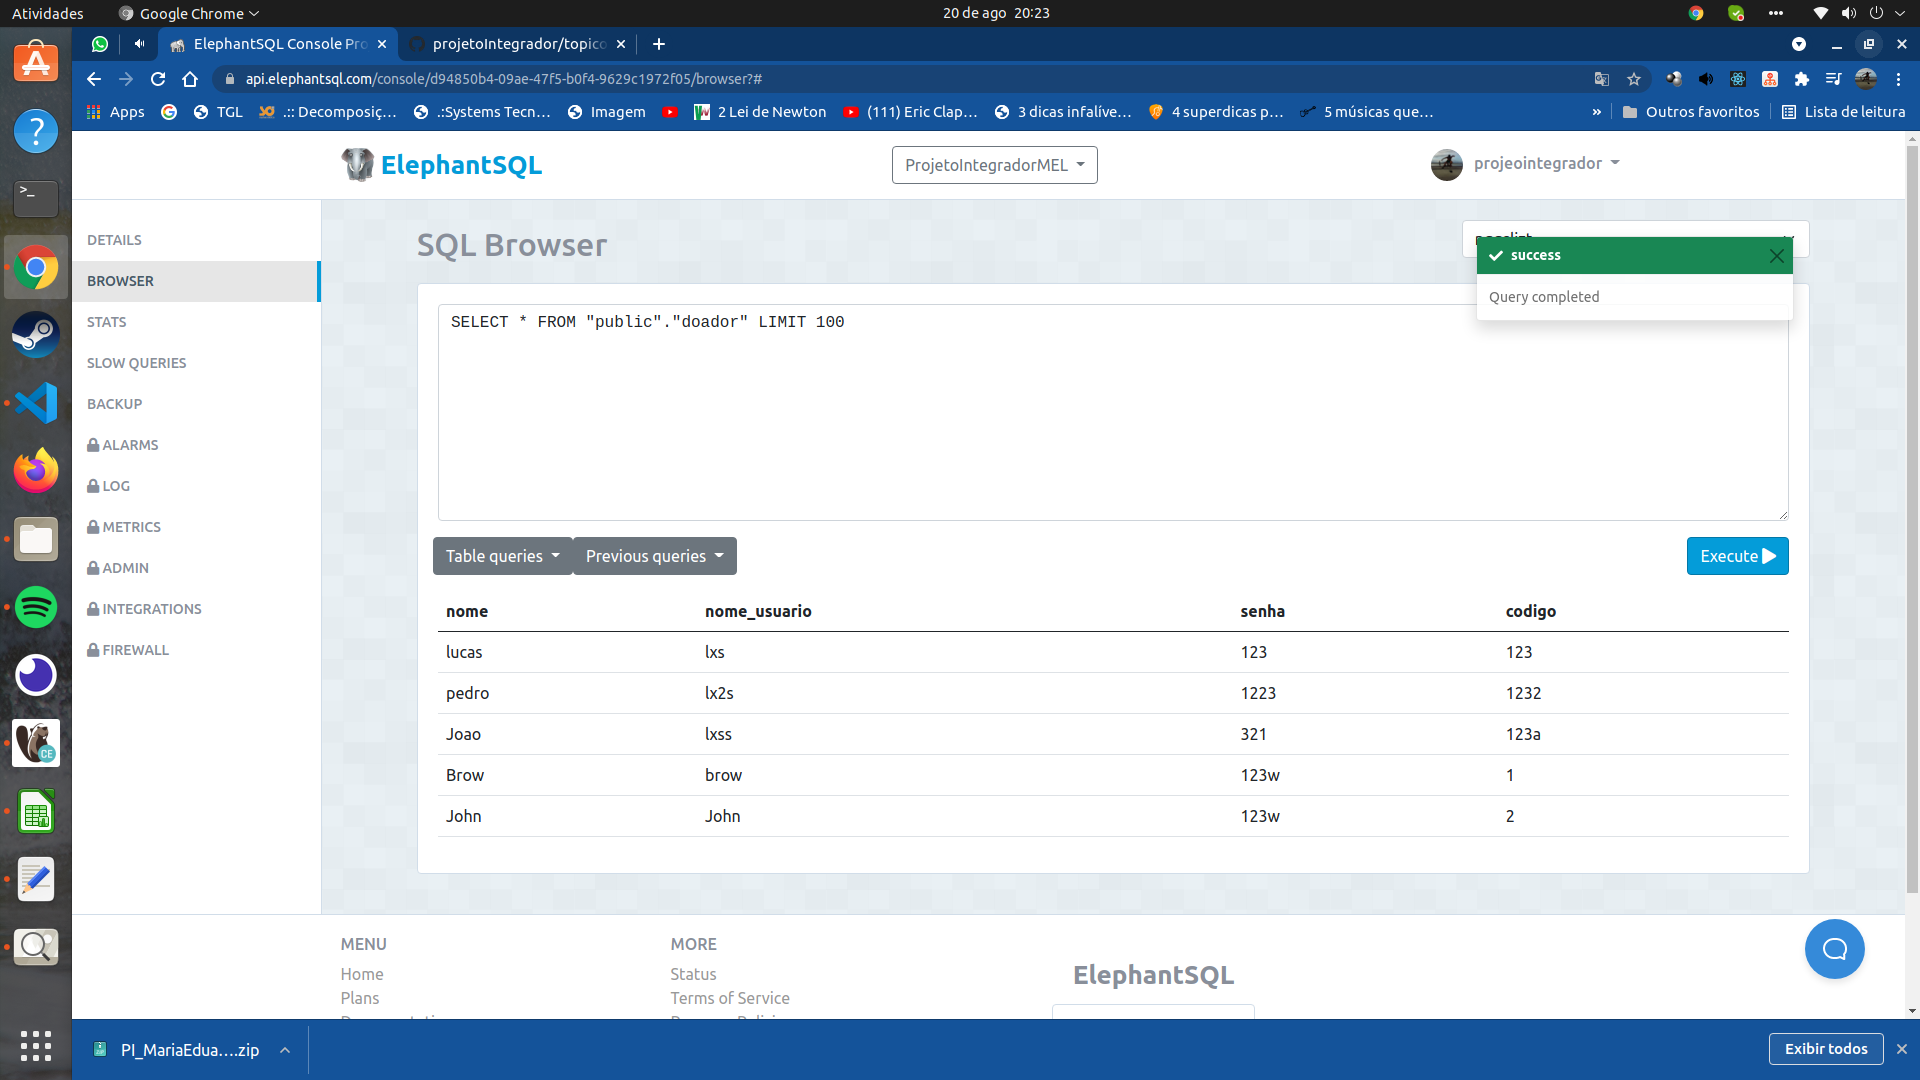 Atividades
Google Chrome
20 de ago 20:23
ElephantSQL Console Pro
projetoIntegrador/topico
api.elephantsql.com/console/d94850b4-09ae-47f5-b0f4-9629c1972f05/browser?#
Apps
TGL
.:: Decomposiç…
.:Systems Tecn…
Imagem
2 Lei de Newton
(111) Eric Clap…
3 dicas infalíve…
4 superdicas p…
5 músicas que…
»
Outros favoritos
Lista de leitura
ElephantSQL
ProjetoIntegradorMEL
projeointegrador
DETAILS
BROWSER
STATS
SLOW QUERIES
BACKUP
ALARMS
LOG
METRICS
ADMIN
INTEGRATIONS
FIREWALL
SQL Browser
success
Query completed
SELECT * FROM "public"."doador" LIMIT 100
Table queries
Previous queries
Execute
nome nome_usuario senha codigo
lucas lxs 123 123
pedro lx2s 1223 1232
Joao lxss 321 123a
Brow brow 123w 1
John John 123w 2
MENU
Home
Plans
MORE
Status
Terms of Service
ElephantSQL
PI_MariaEdua….zip
Exibir todos